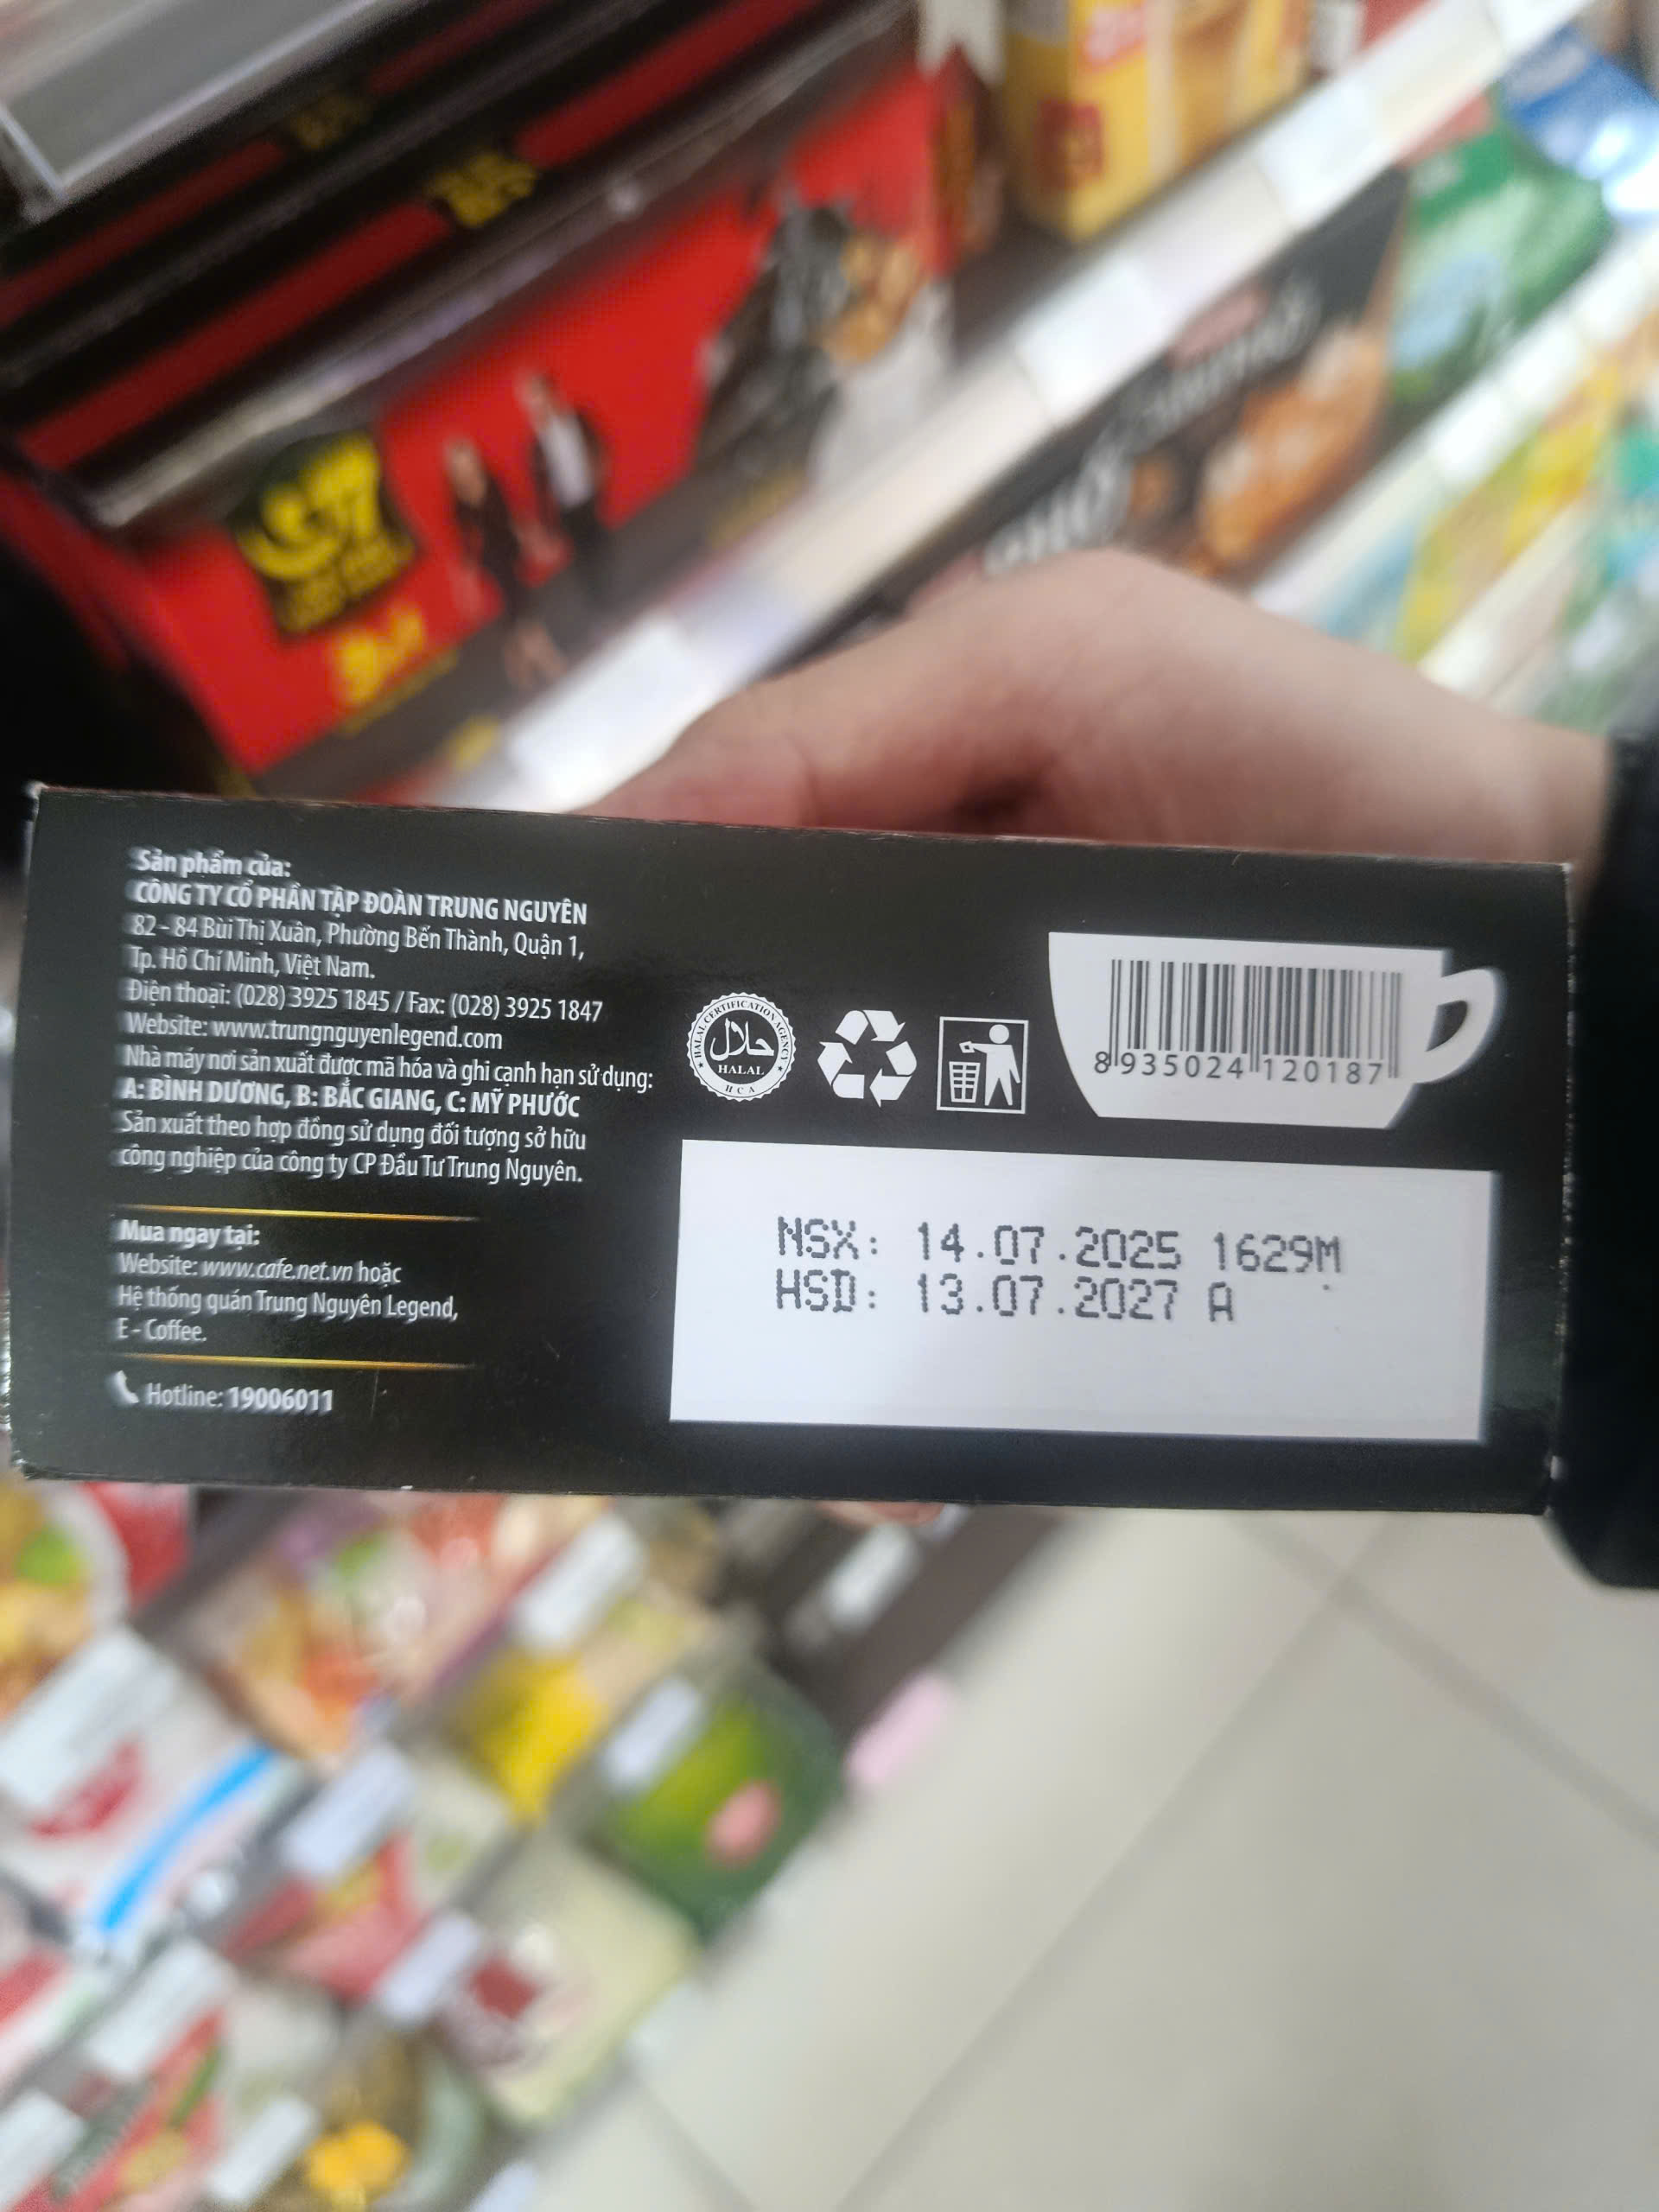 Sản phẩm của:
CÔNG TY CỔ PHẦN TẬP ĐOÀN TRUNG NGUYÊN
82 - 84 Bùi Thị Xuân, Phường Bến Thành, Quận 1,
Tp. Hồ Chí Minh, Việt Nam.
Điện thoại: (028) 3925 1845 / Fax: (028) 3925 1847
Website: www.trungnguyenlegend.com
Nhà máy nơi sản xuất được mã hóa và ghi cạnh hạn sử dụng:
A: BÌNH DƯƠNG, B: BẮC GIANG, C: MỸ PHƯỚC
Sản xuất theo hợp đồng sử dụng đối tượng sở hữu
công nghiệp của công ty CP Đầu Tư Trung Nguyên.
Mua ngay tại:
Website: www.cafe.net.vn hoặc
Hệ thống quán Trung Nguyên Legend,
E - Coffee.
Hotline: 19006011
HALAL CERTIFICATION AGENCY
حلال
HALAL
HCA
8 935024 120187
NSX: 14.07.2025 1629M
HSD: 13.07.2027 A